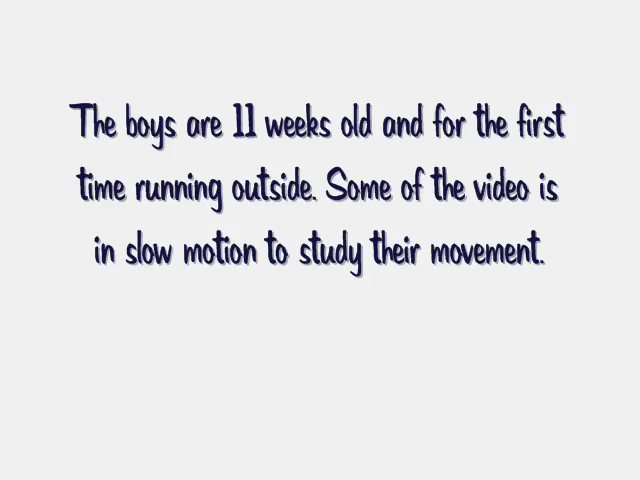 The boys are 11 weeks old and for the first
time running outside. Some of the video is
in slow motion to study their movement.